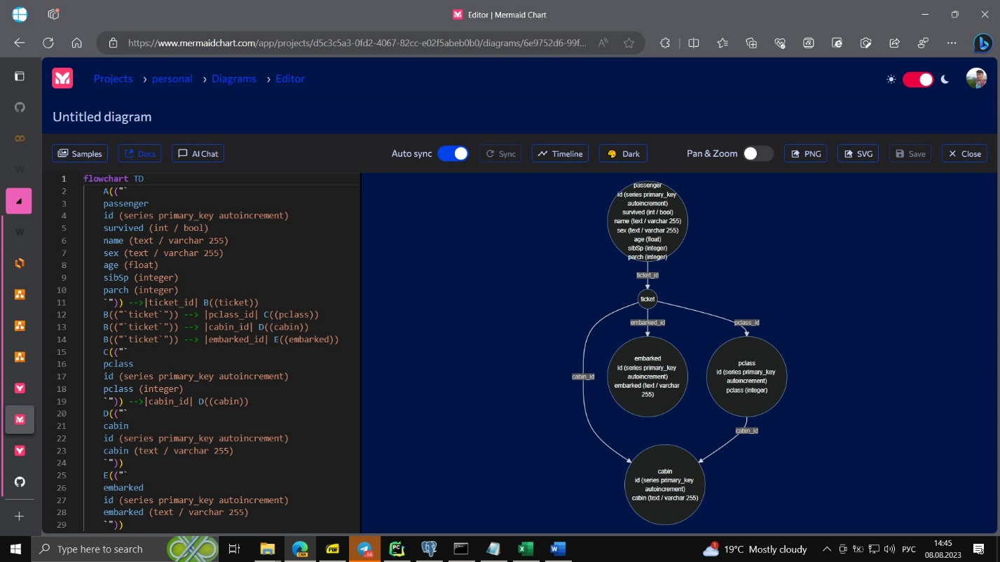 Editor | Mermaid Chart
https://www.mermaidchart.com/app/projects/d5c3c5a3-0fd2-4067-82cc-e02f5abeb0b0/diagrams/6e9752d6-99f...
Projects > personal > Diagrams > Editor
Untitled diagram
Samples Docs AI Chat Auto sync Sync Timeline Dark Pan & Zoom PNG SVG Save Close
1 flowchart TD
2 A(("`
3 passenger
4 id (series primary_key autoincrement)
5 survived (int / bool)
6 name (text / varchar 255)
7 sex (text / varchar 255)
8 age (float)
9 sibSp (integer)
10 parch (integer)
11 `")) -->|ticket_id| B((ticket))
12 B(("`ticket`")) --> |pclass_id| C((pclass))
13 B(("`ticket`")) --> |cabin_id| D((cabin))
14 B(("`ticket`")) --> |embarked_id| E((embarked))
15 C(("`
16 pclass
17 id (series primary_key autoincrement)
18 pclass (integer)
19 `")) -->|cabin_id| D((cabin))
20 D(("`
21 cabin
22 id (series primary_key autoincrement)
23 cabin (text / varchar 255)
24 `"))
25 E(("`
26 embarked
27 id (series primary_key autoincrement)
28 embarked (text / varchar 255)
29 `"))
passenger
id (series primary_key
autoincrement)
survived (int / bool)
name (text / varchar 255)
sex (text / varchar 255)
age (float)
sibSp (integer)
parch (integer)
ticket_id
ticket
embarked_id
pclass_id
cabin_id
embarked
id (series primary_key
autoincrement)
embarked (text / varchar
255)
pclass
id (series primary_key
autoincrement)
pclass (integer)
cabin_id
cabin
id (series primary_key
autoincrement)
cabin (text / varchar 255)
Type here to search
CAN
PDF
66
PC
1
19°C Mostly cloudy
РУС
14:45
08.08.2023